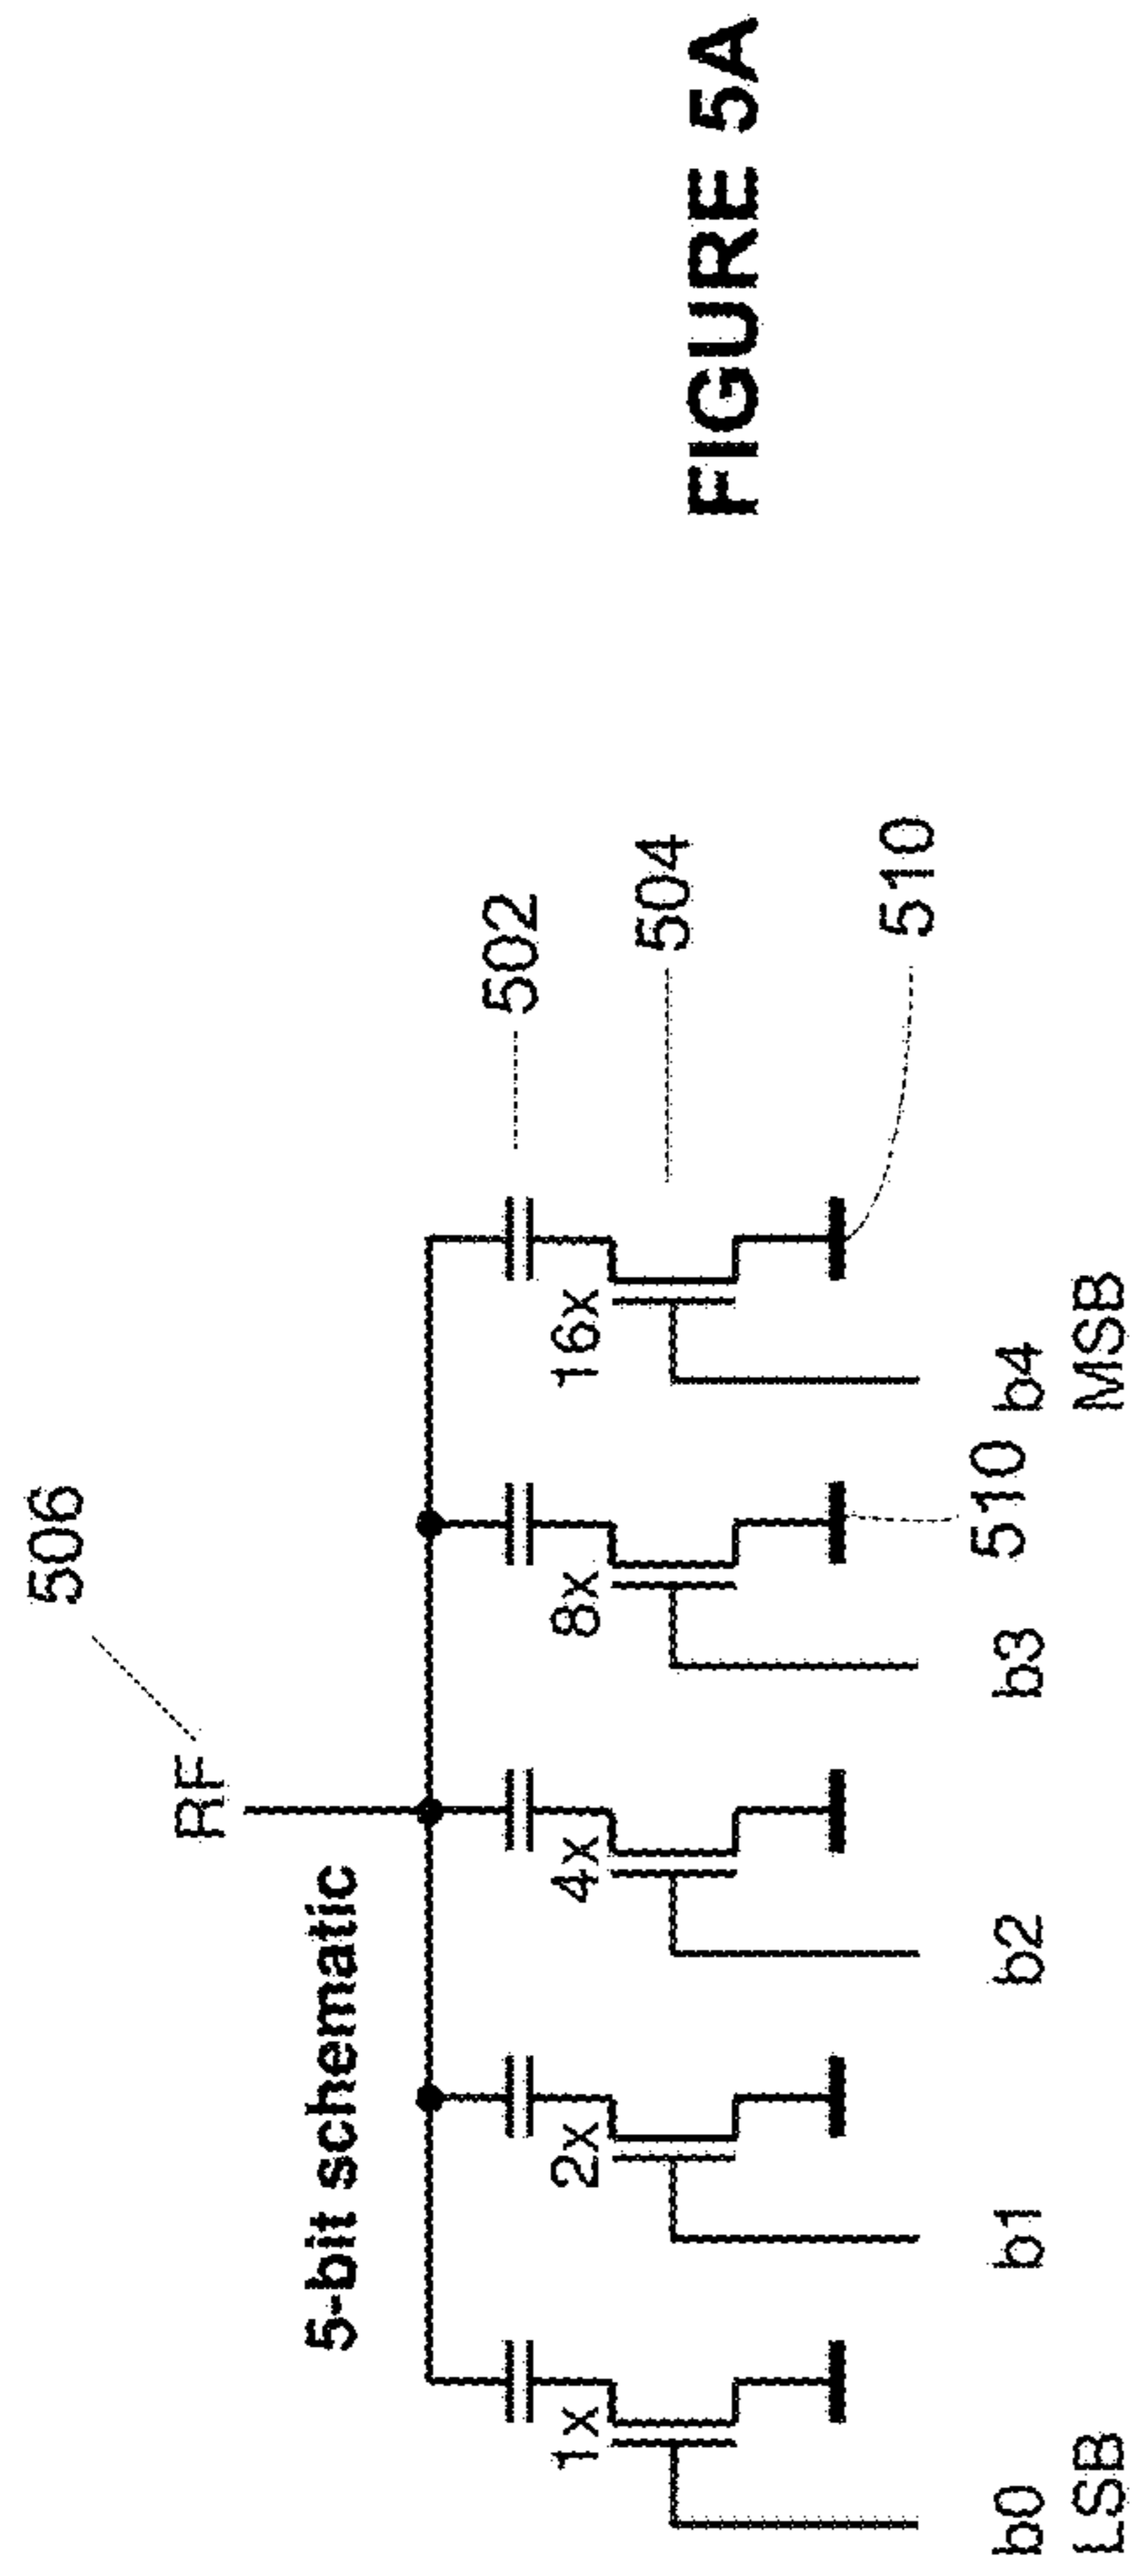 506
RF
5-bit schematic
502
1x 2x 4x 8x 16x
504
510
b0 b1 b2 b3 510 b4
LSB MSB
FIGURE 5A